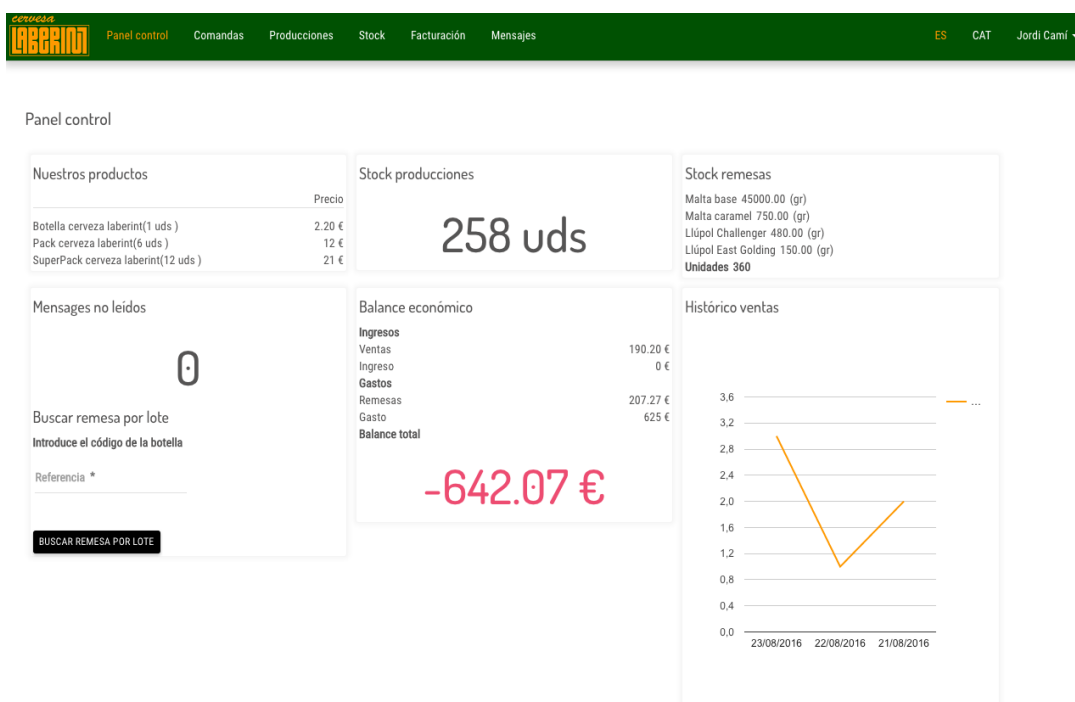 cervesa
LABERINT
Panel control Comandas Producciones Stock Facturación Mensajes ES CAT Jordi Camí
Panel control
Nuestros productos
Precio
Botella cerveza laberint(1 uds ) 2.20 €
Pack cerveza laberint(6 uds ) 12 €
SuperPack cerveza laberint(12 uds ) 21 €
Stock producciones
258 uds
Stock remesas
Malta base 45000.00 (gr)
Malta caramel 750.00 (gr)
Llúpol Challenger 480.00 (gr)
Llúpol East Golding 150.00 (gr)
Unidades 360
Mensages no leidos
0
Buscar remesa por lote
Introduce el código de la botella
Referencia *
BUSCAR REMESA POR LOTE
Balance económico
Ingresos
Ventas 190.20 €
Ingreso 0 €
Gastos
Remesas 207.27 €
Gasto 625 €
Balance total
-642.07 €
Histórico ventas
3,6
...
3,2
2,8
2,4
2,0
1,6
1,2
0,8
0,4
0,0
23/08/2016 22/08/2016 21/08/2016